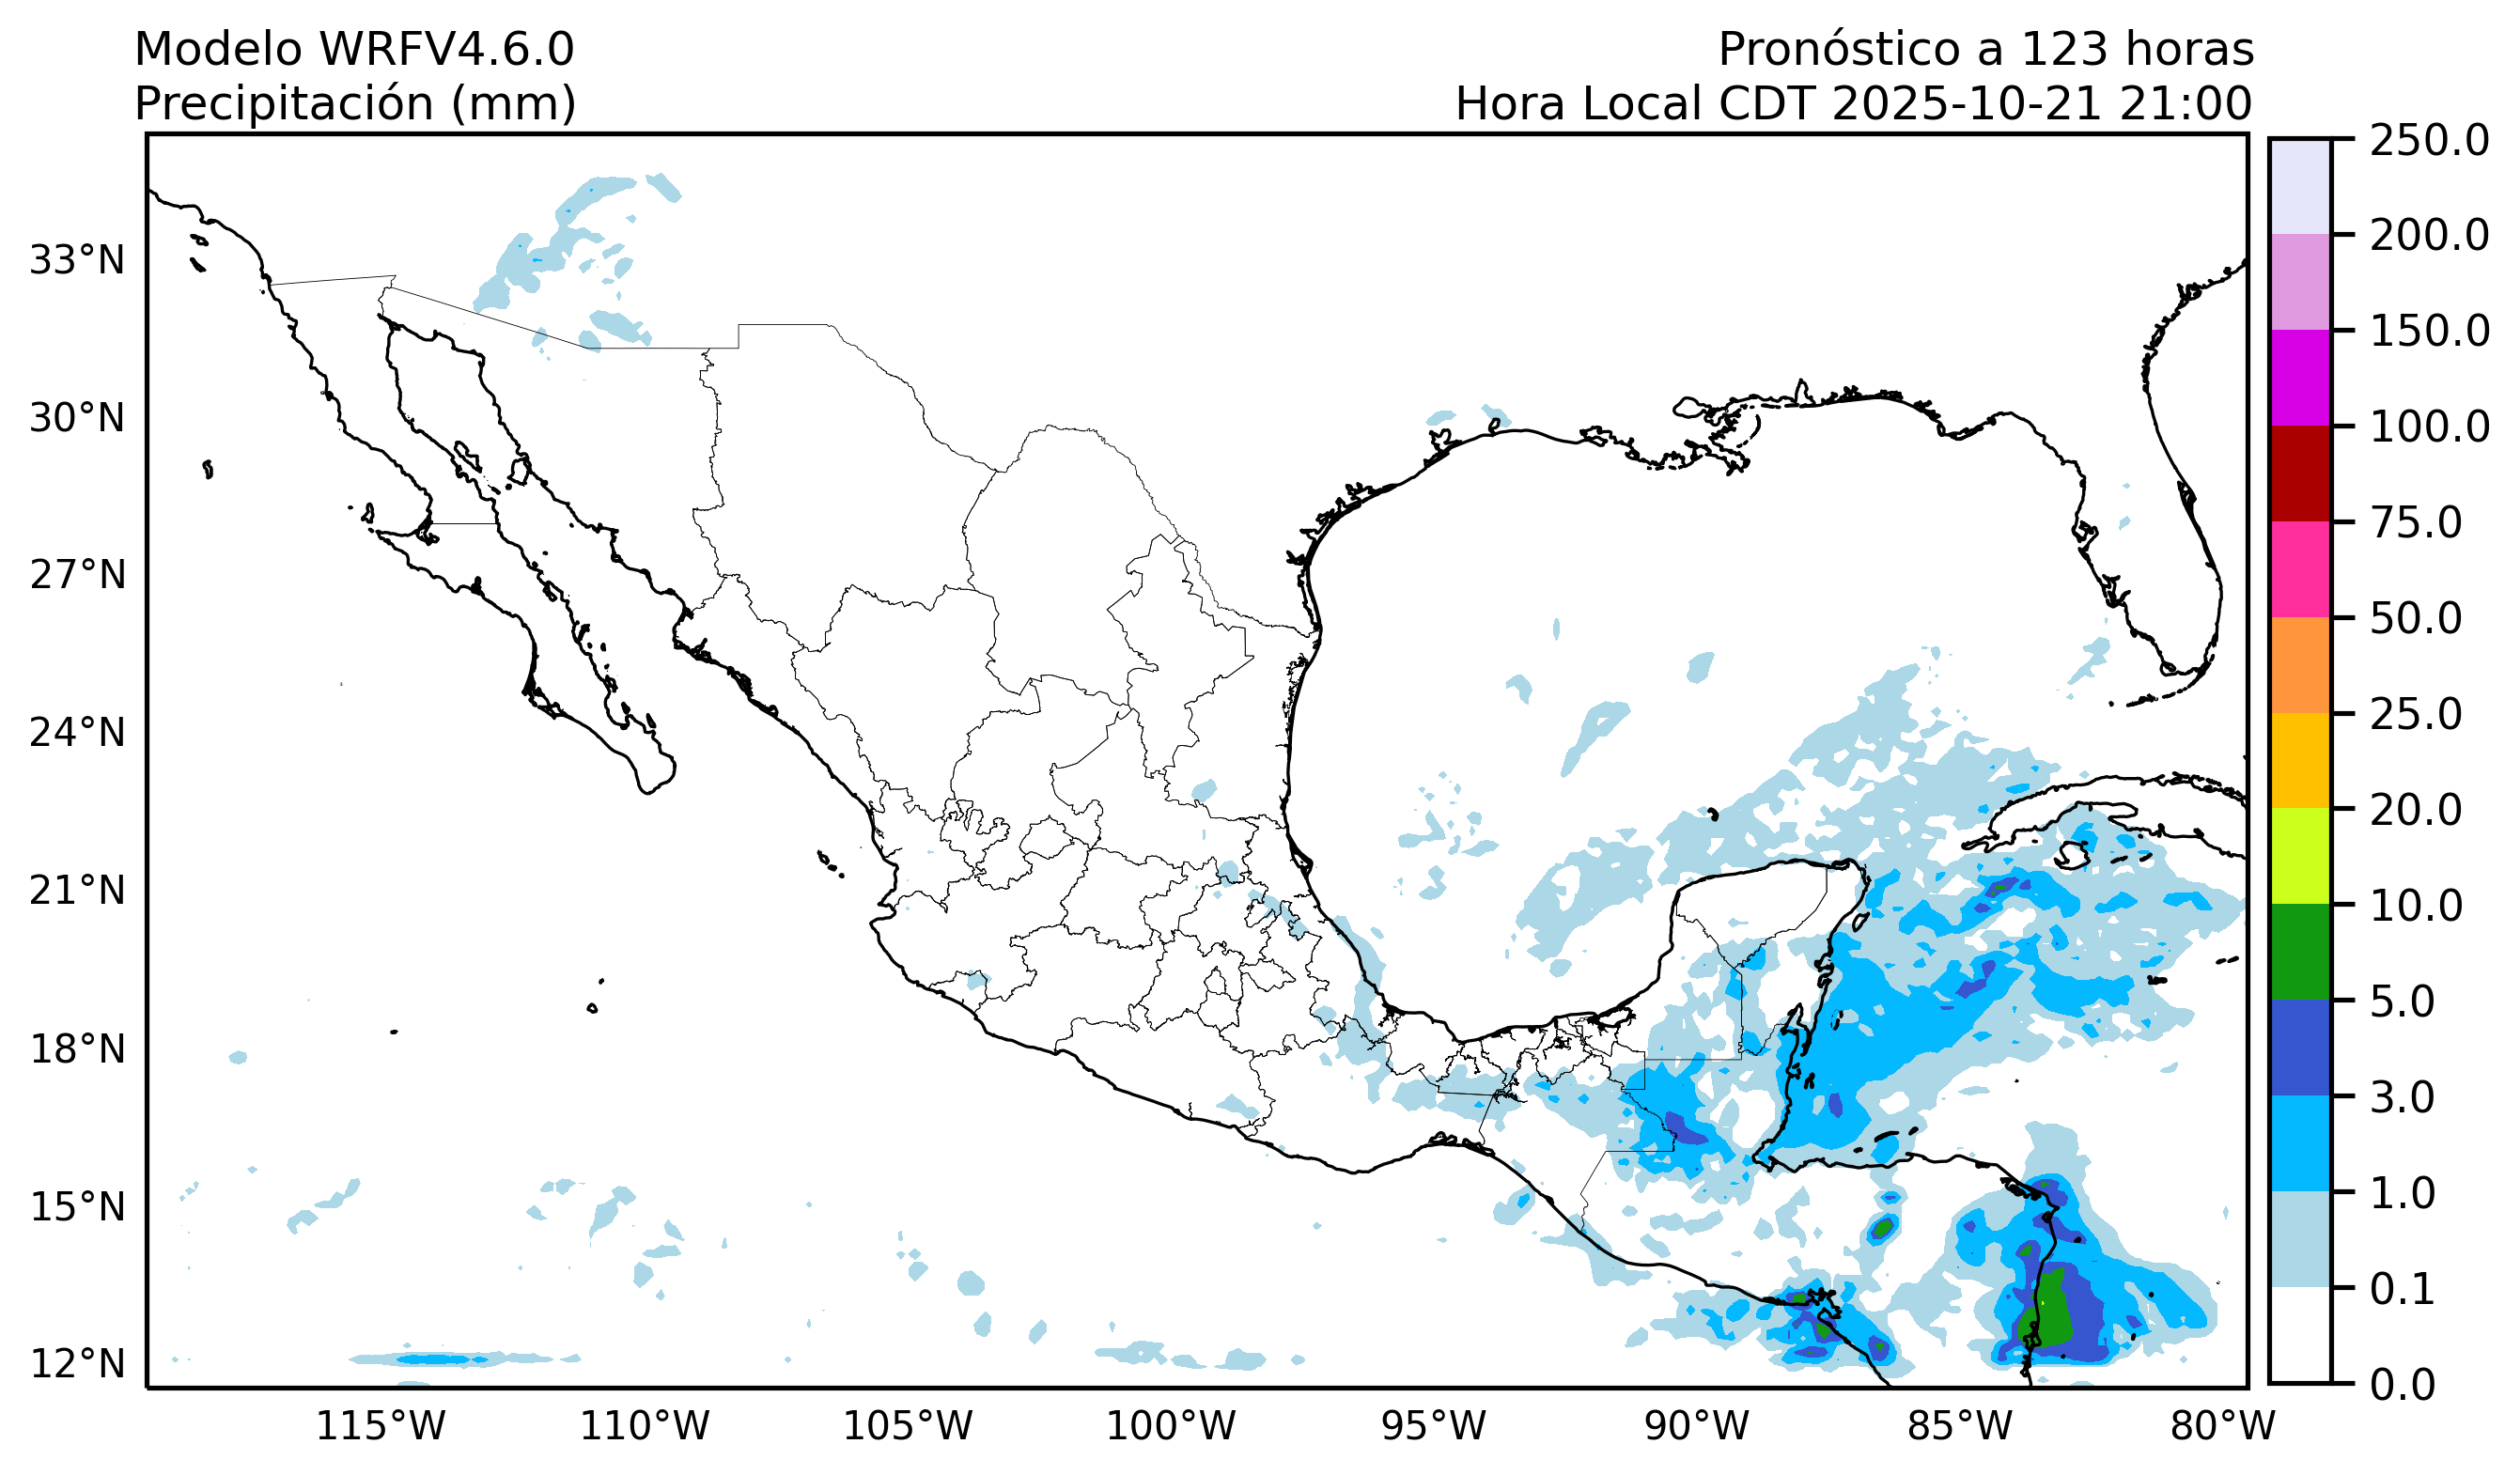 Modelo WRFV4.6.0
Precipitación (mm)
Pronóstico a 123 horas
Hora Local CDT 2025-10-21 21:00
33°N
30°N
27°N
24°N
21°N
18°N
15°N
12°N
115°W
110°W
105°W
100°W
95°W
90°W
85°W
80°W
250.0
200.0
150.0
100.0
75.0
50.0
25.0
20.0
10.0
5.0
3.0
1.0
0.1
0.0